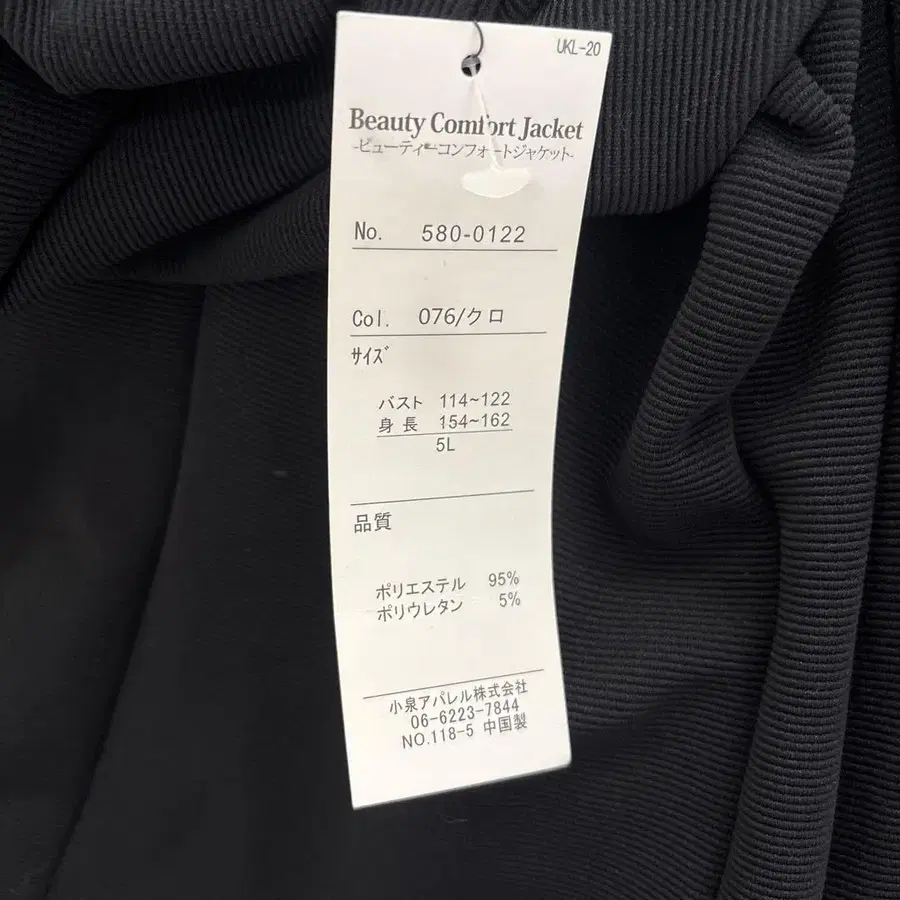 UKL-20
Beauty Comfort Jacket
-ビューティーコンフォートジャケット-
No. 580-0122
Col. 076/クロ
サイズ
バスト 114~122
身長 154~162
5L
品質
ポリエステル 95%
ポリウレタン 5%
小泉アパレル株式会社
06-6223-7844
NO.118-5 中国製